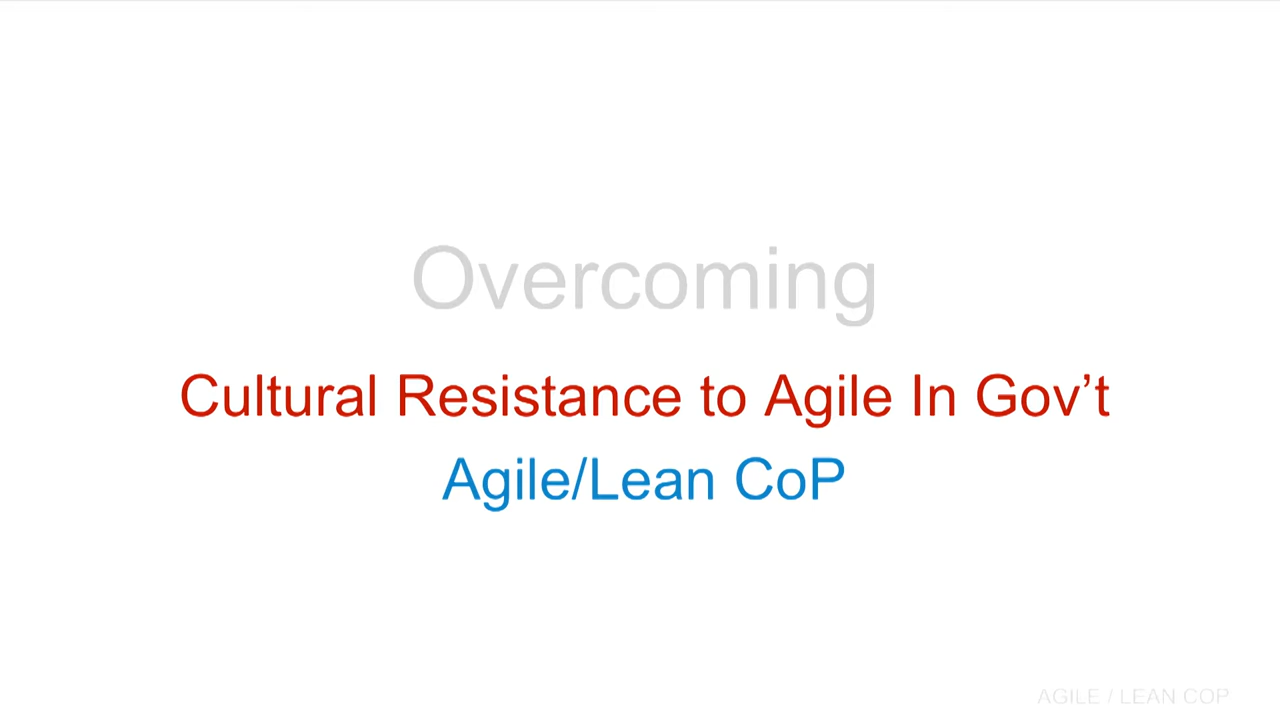 Overcoming
Cultural Resistance to Agile In Gov’t
Agile/Lean CoP
AGILE / LEAN COP